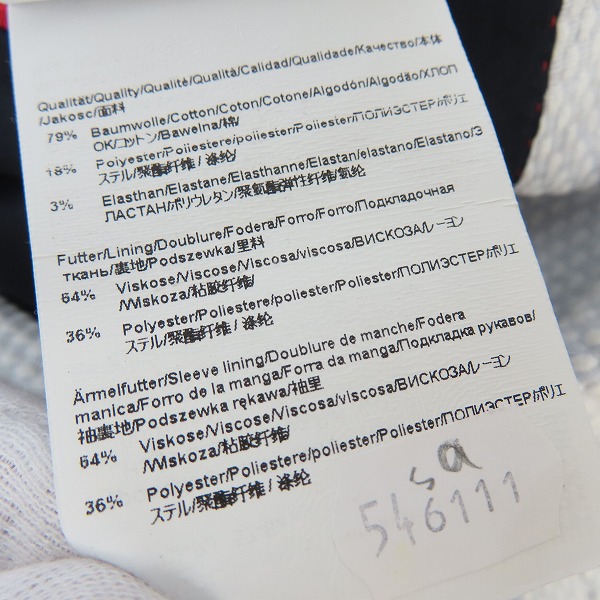 Qualität/Quality/Qualité/Qualità/Calidad/Qualidade/Качество/本体
/Jakosc/面料
79% Baumwolle/Cotton/Coton/Cotone/Algodón/Algodão/ХЛОП
OK/コットン/Bawelna/棉/
18% Polyester/Poliestere/poliester/Poliester/ПОЛИЭСТЕР/ポリエ
ステル/聚酯纤维 / 涤纶
3% Elasthan/Elastane/Elasthanne/Elastan/elastano/Elastano/Э
ЛАСТАН/ポリウレタン/聚氨酯弹性纤维/氨纶
Futter/Lining/Doublure/Fodera/Forro/Forro/Подкладочная
ткань/裏地/Podszewka/里料
64% Viskose/Viscose/Viscosa/viscosa/ВИСКОЗА/レーヨン
/Wiskoza/粘胶纤维/
36% Polyester/Poliestere/poliester/Poliester/ПОЛИЭСТЕР/ポリエ
ステル/聚酯纤维 / 涤纶
Ärmelfutter/Sleeve lining/Doublure de manche/Fodera
manica/Forro de la manga/Forra da manga/Подкладка рукавов/
袖裏地/Podszewka rękawa/袖里
64% Viskose/Viscose/Viscosa/viscosa/ВИСКОЗА/レーヨン
/Wiskoza/粘胶纤维/
36% Polyester/Poliestere/poliester/Poliester/ПОЛИЭСТЕР/ポリエ
ステル/聚酯纤维 / 涤纶
sa
546111